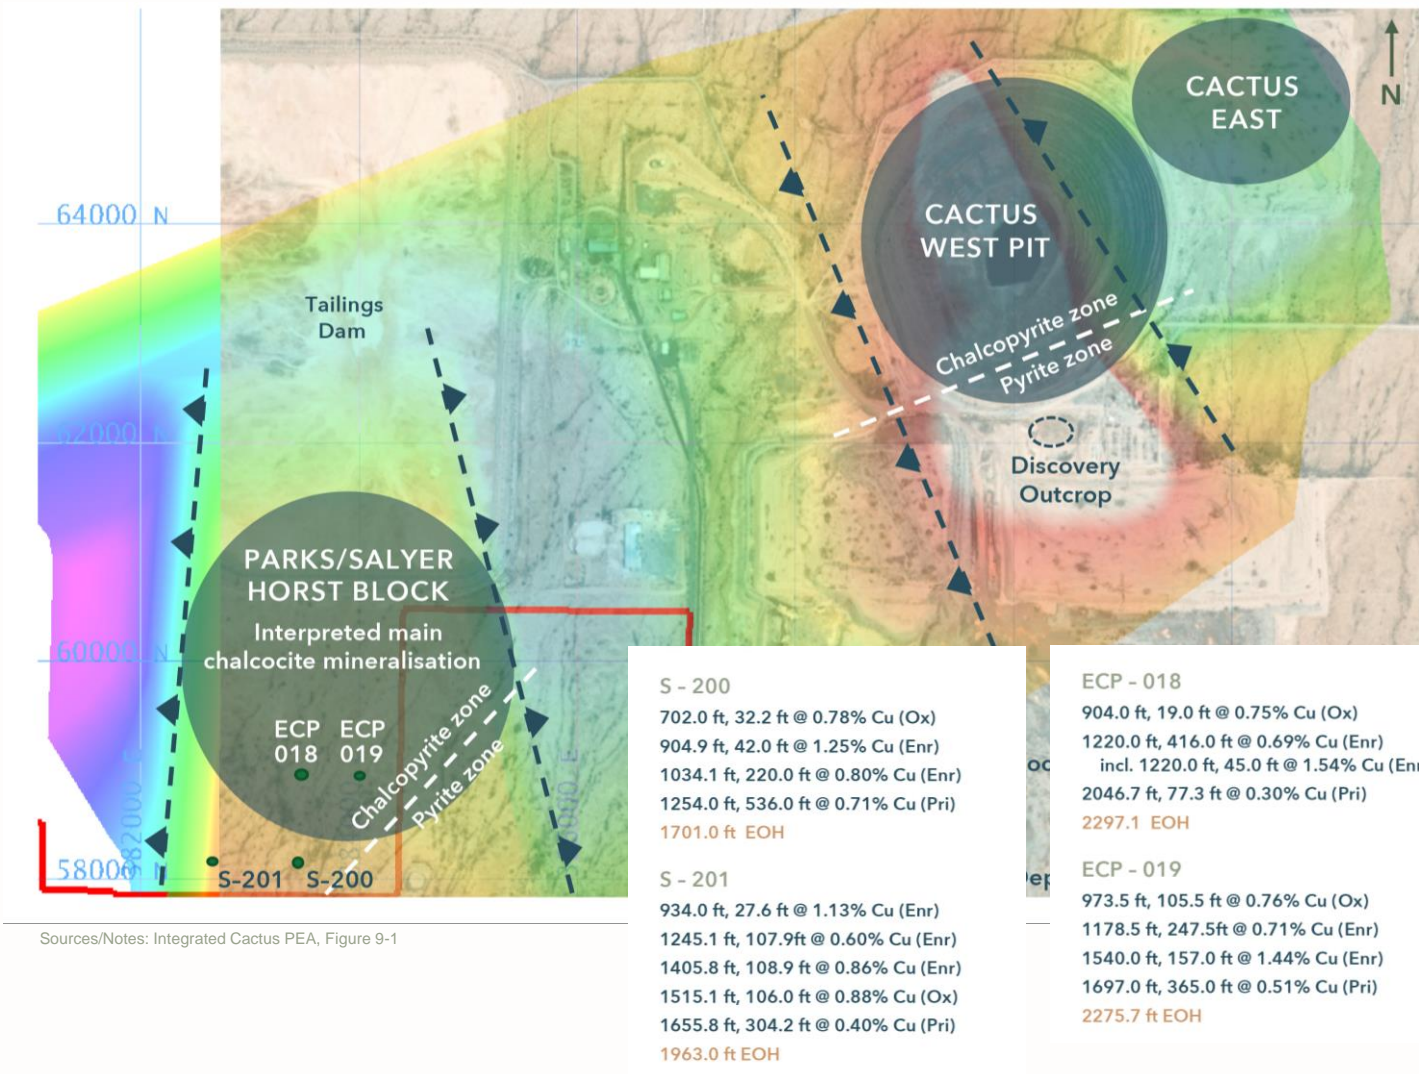 CACTUS
EAST
N
64000 N
CACTUS
WEST PIT
Tailings
Dam
Chalcopyrite zone
Pyrite zone
62000 N
Discovery
Outcrop
PARKS/SALYER
HORST BLOCK
Interpreted main
chalcocite mineralisation
60000 N
ECP
018
ECP
019
Chalcopyrite zone
Pyrite zone
58000 N
S-201
S-200
S – 200
702.0 ft, 32.2 ft @ 0.78% Cu (Ox)
904.9 ft, 42.0 ft @ 1.25% Cu (Enr)
1034.1 ft, 220.0 ft @ 0.80% Cu (Enr)
1254.0 ft, 536.0 ft @ 0.71% Cu (Pri)
1701.0 ft EOH
S – 201
934.0 ft, 27.6 ft @ 1.13% Cu (Enr)
1245.1 ft, 107.9ft @ 0.60% Cu (Enr)
1405.8 ft, 108.9 ft @ 0.86% Cu (Enr)
1515.1 ft, 106.0 ft @ 0.88% Cu (Ox)
1655.8 ft, 304.2 ft @ 0.40% Cu (Pri)
1963.0 ft EOH
ECP – 018
904.0 ft, 19.0 ft @ 0.75% Cu (Ox)
1220.0 ft, 416.0 ft @ 0.69% Cu (Enr)
incl. 1220.0 ft, 45.0 ft @ 1.54% Cu (Enr
2046.7 ft, 77.3 ft @ 0.30% Cu (Pri)
2297.1 EOH
ECP – 019
973.5 ft, 105.5 ft @ 0.76% Cu (Ox)
1178.5 ft, 247.5ft @ 0.71% Cu (Enr)
1540.0 ft, 157.0 ft @ 1.44% Cu (Enr)
1697.0 ft, 365.0 ft @ 0.51% Cu (Pri)
2275.7 ft EOH
Sources/Notes: Integrated Cactus PEA, Figure 9-1